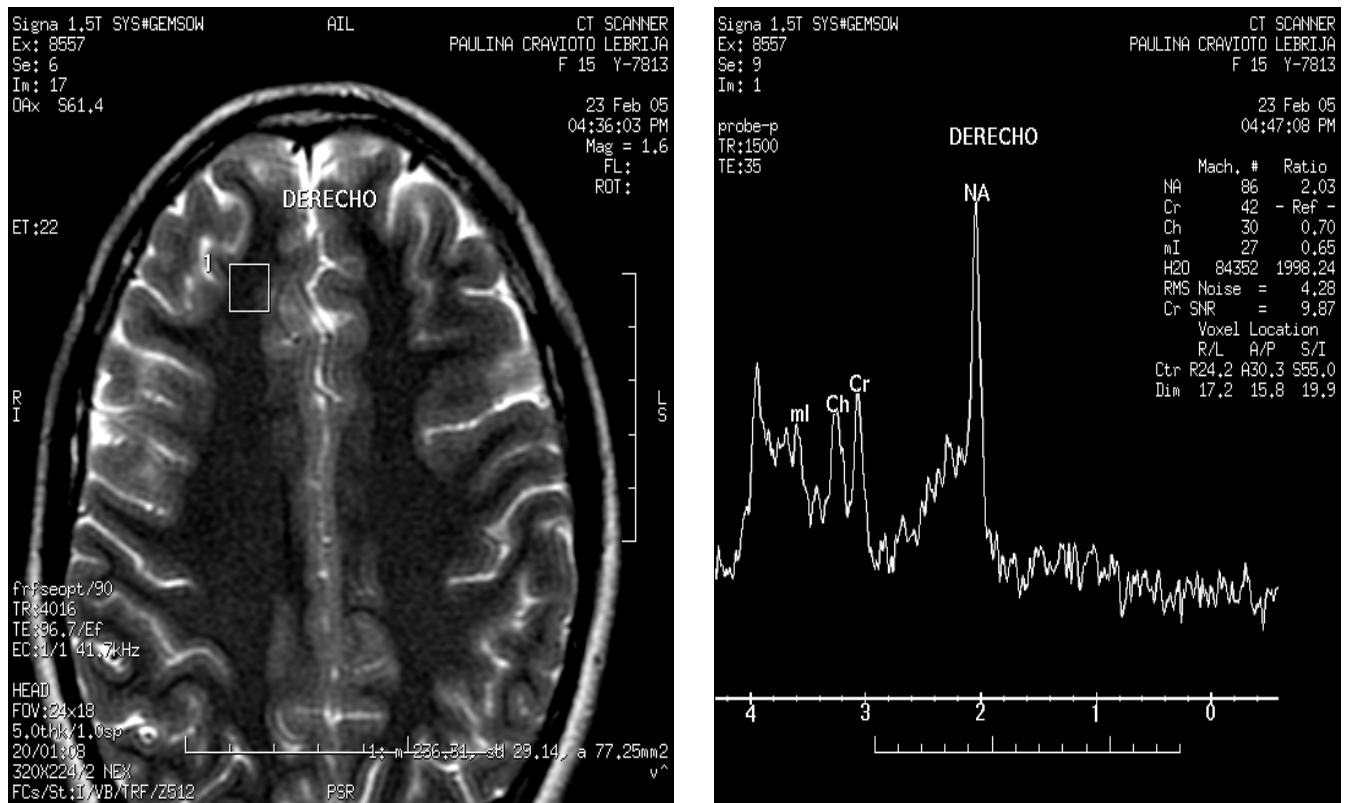 Signa 1.5T SYS#GEMSOW
Ex: 8557
Se: 6
Im: 17
OAx S61.4
AIL
CT SCANNER
PAULINA CRAVIOTO LEBRIJA
F 15 Y-7813
23 Feb 05
04:36:03 PM
Mag = 1.6
FL:
ROT:
DERECHO
ET:22
1
R
I
L
S
frfseopt/90
TR:4016
TE:96.7/Ef
EC:1/1 41.7kHz
HEAD
FOV:24x18
5.0thk/1.0sp
20/01:08
320X224/2 NEX
FCs/St:I/VB/TRF/Z512
1: m 236.31, sd 29.14, a 77.25mm2
v^
PSR
Signa 1.5T SYS#GEMSOW
Ex: 8557
Se: 9
Im: 1
CT SCANNER
PAULINA CRAVIOTO LEBRIJA
F 15 Y-7813
23 Feb 05
04:47:08 PM
probe-p
TR:1500
TE:35
DERECHO
Mach. # Ratio
NA 86 2.03
Cr 42 - Ref -
Ch 30 0.70
mI 27 0.65
H2O 84352 1998.24
RMS Noise = 4.28
Cr SNR = 9.87
Voxel Location
R/L A/P S/I
Ctr R24.2 A30.3 S55.0
Dim 17.2 15.8 19.9
NA
Cr
Ch
mI
4 3 2 1 0